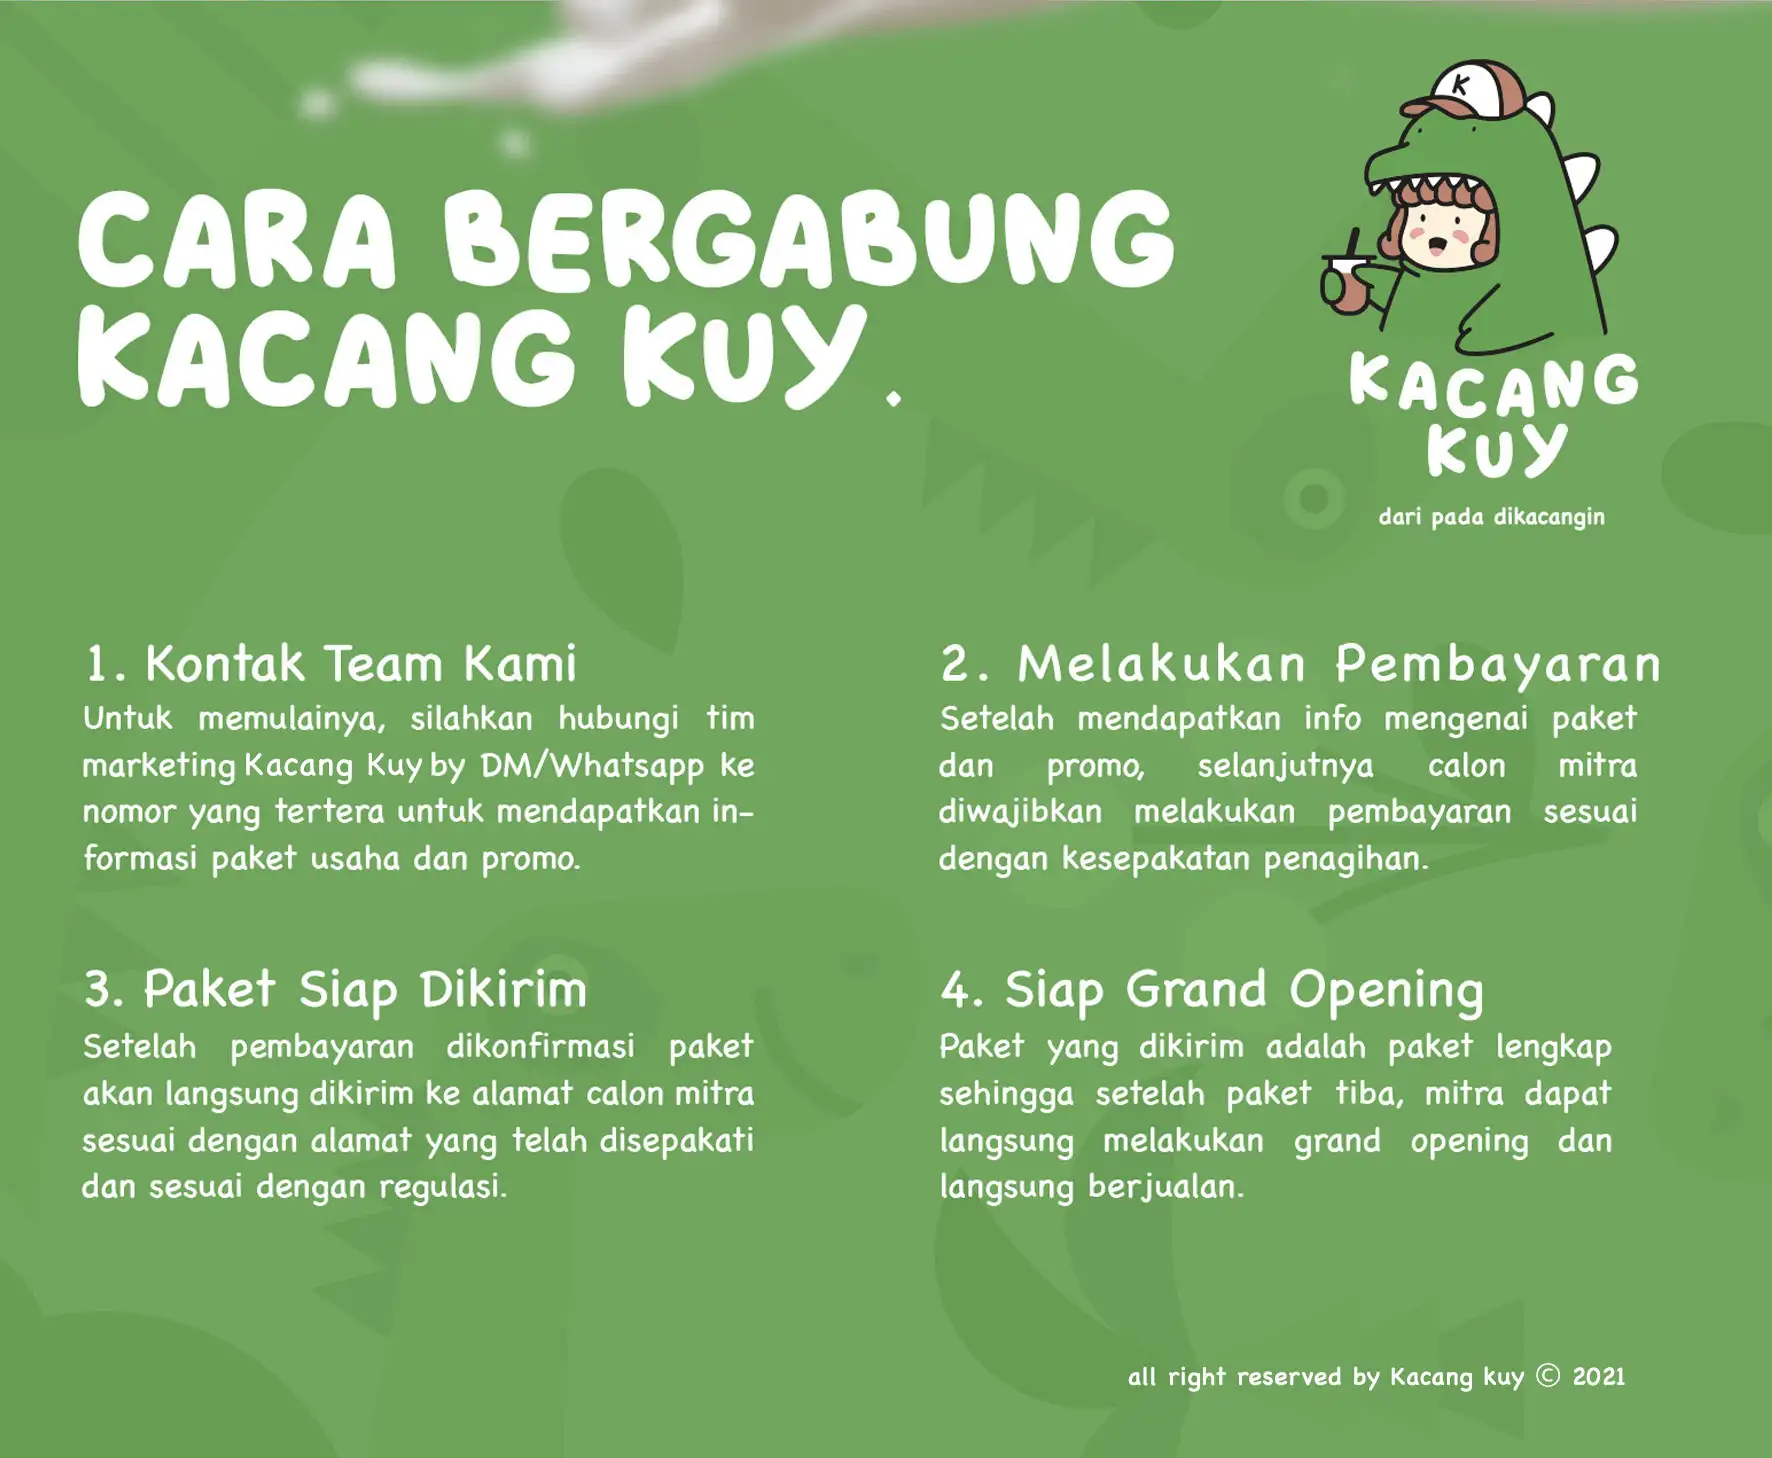 CARA BERGABUNG
KACANG KUY.
K
KACANG
KUY
dari pada dikacangin
1. Kontak Team Kami
Untuk memulainya, silahkan hubungi tim
marketing Kacang Kuy by DM/Whatsapp ke
nomor yang tertera untuk mendapatkan in-
formasi paket usaha dan promo.
2. Melakukan Pembayaran
Setelah mendapatkan info mengenai paket
dan promo, selanjutnya calon mitra
diwajibkan melakukan pembayaran sesuai
dengan kesepakatan penagihan.
3. Paket Siap Dikirim
Setelah pembayaran dikonfirmasi paket
akan langsung dikirim ke alamat calon mitra
sesuai dengan alamat yang telah disepakati
dan sesuai dengan regulasi.
4. Siap Grand Opening
Paket yang dikirim adalah paket lengkap
sehingga setelah paket tiba, mitra dapat
langsung melakukan grand opening dan
langsung berjualan.
all right reserved by Kacang kuy © 2021